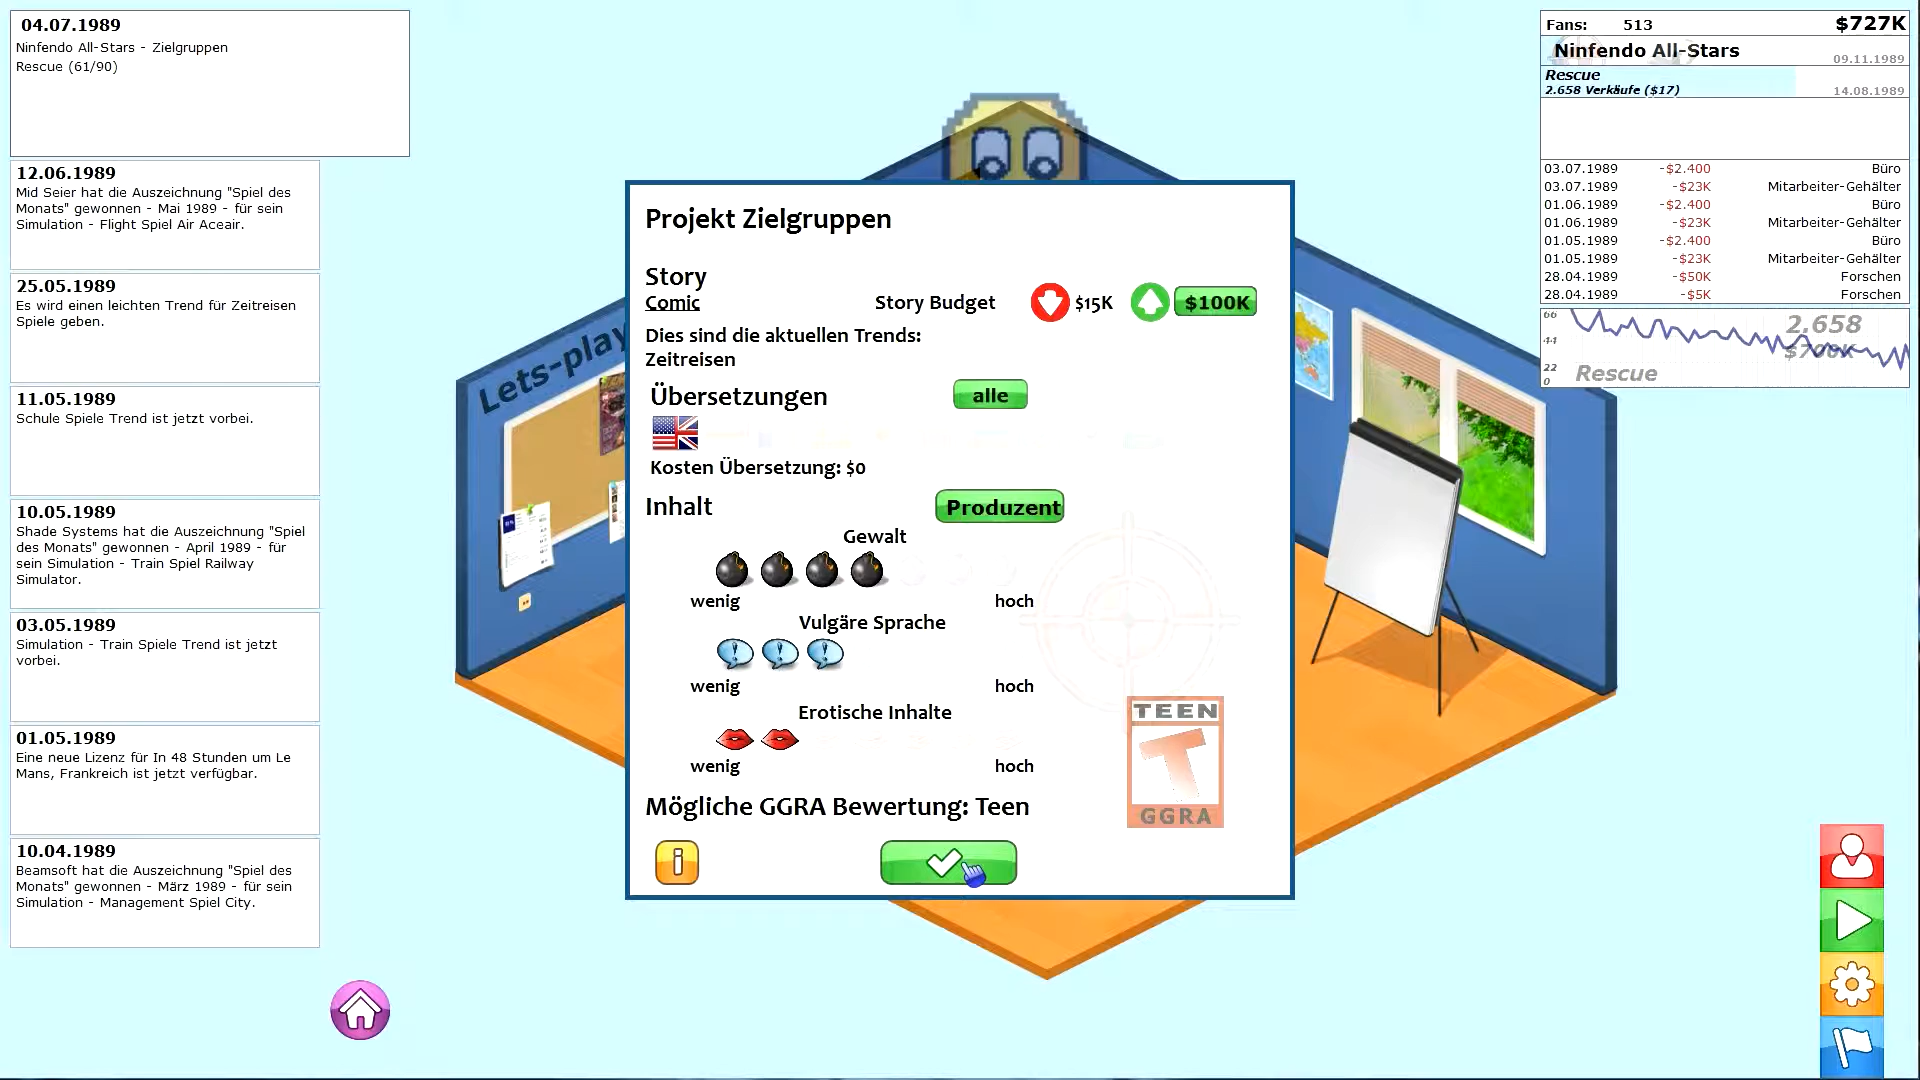 04.07.1989
Ninfendo All-Stars - Zielgruppen
Rescue (61/90)
12.06.1989
Mid Seier hat die Auszeichnung "Spiel des
Monats" gewonnen - Mai 1989 - für sein
Simulation - Flight Spiel Air Aceair.
25.05.1989
Es wird einen leichten Trend für Zeitreisen
Spiele geben.
11.05.1989
Schule Spiele Trend ist jetzt vorbei.
10.05.1989
Shade Systems hat die Auszeichnung "Spiel
des Monats" gewonnen - April 1989 - für
sein Simulation - Train Spiel Railway
Simulator.
03.05.1989
Simulation - Train Spiele Trend ist jetzt
vorbei.
01.05.1989
Eine neue Lizenz für In 48 Stunden um Le
Mans, Frankreich ist jetzt verfügbar.
10.04.1989
Beamsoft hat die Auszeichnung "Spiel des
Monats" gewonnen - März 1989 - für sein
Simulation - Management Spiel City.
Lets-play
Projekt Zielgruppen
Story
Comic Story Budget $15K $100K
Dies sind die aktuellen Trends:
Zeitreisen
Übersetzungen alle
Kosten Übersetzung: $0
Inhalt Produzent
Gewalt
wenig hoch
Vulgäre Sprache
wenig hoch
Erotische Inhalte
wenig hoch
TEEN
T
GGRA
Mögliche GGRA Bewertung: Teen
i
Fans: 513 $727K
Ninfendo All-Stars 09.11.1989
Rescue
2.658 Verkäufe ($17) 14.08.1989
03.07.1989 -$2.400 Büro
03.07.1989 -$23K Mitarbeiter-Gehälter
01.06.1989 -$2.400 Büro
01.06.1989 -$23K Mitarbeiter-Gehälter
01.05.1989 -$2.400 Büro
01.05.1989 -$23K Mitarbeiter-Gehälter
28.04.1989 -$50K Forschen
28.04.1989 -$5K Forschen
66
44
22
0
2.658
$700K
Rescue